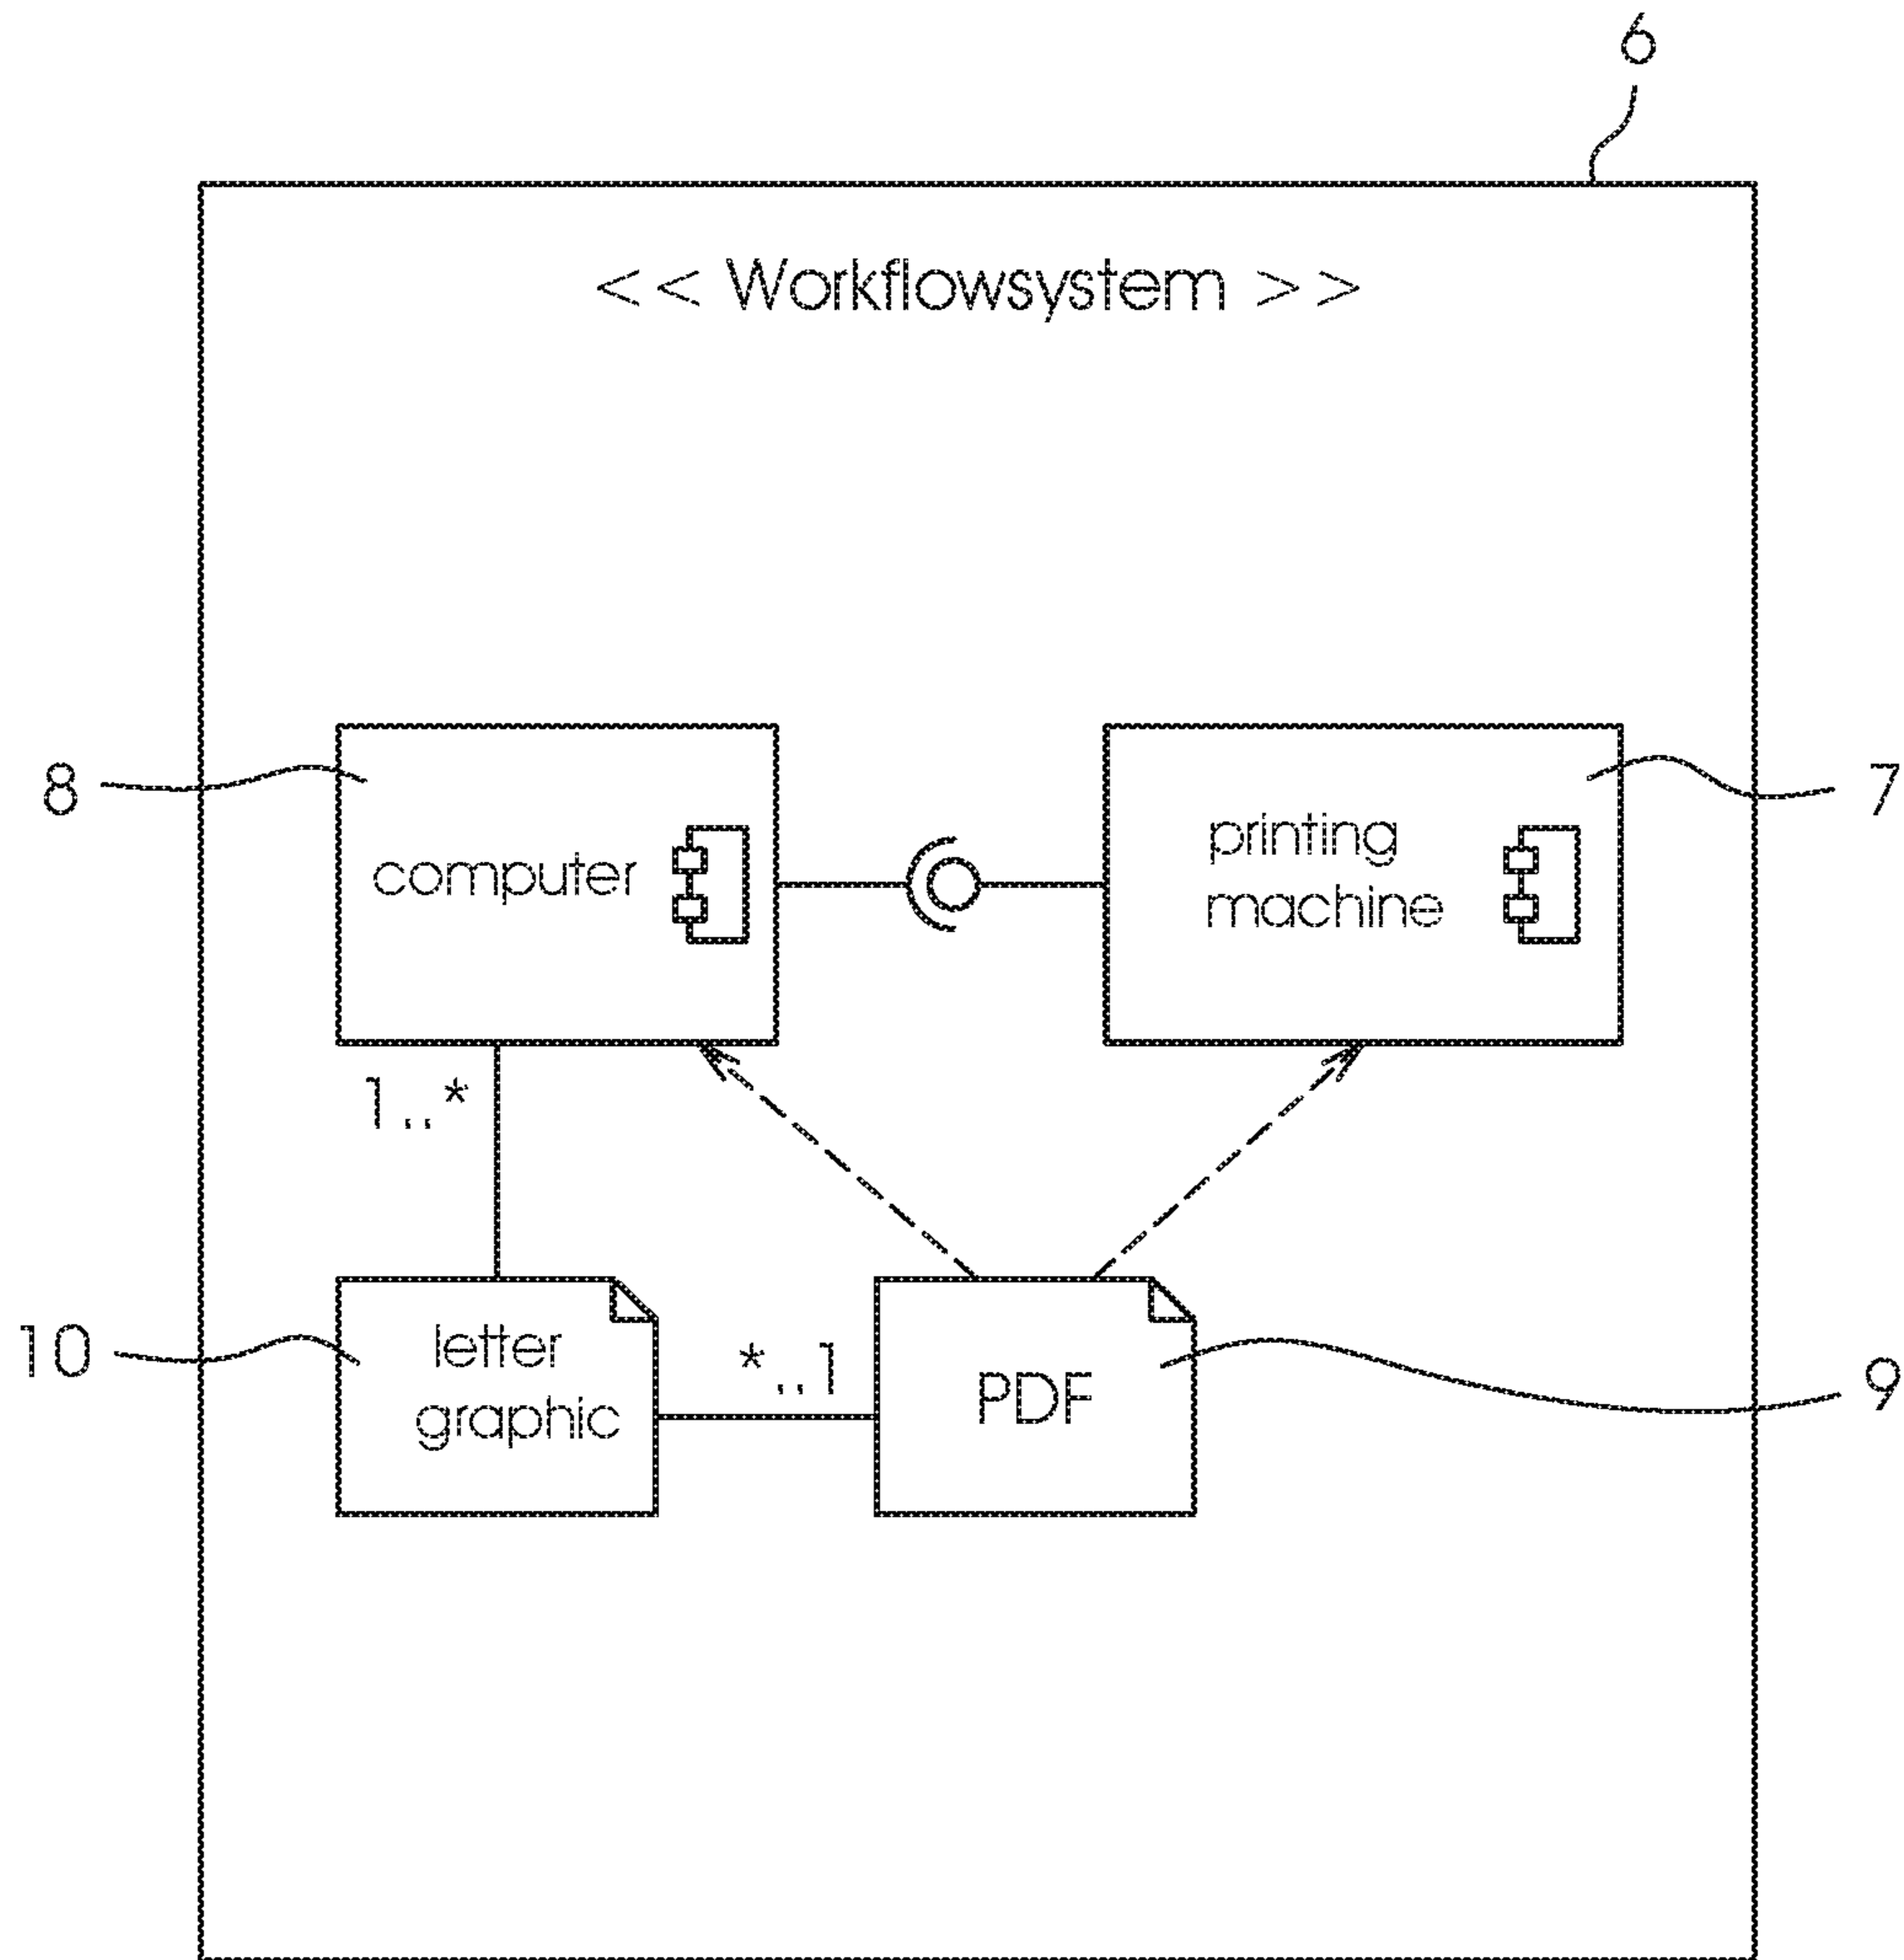 6
<< Workflowsystem >>
8
computer
printing
machine
7
1..*
10
letter
graphic
*..1
PDF
9